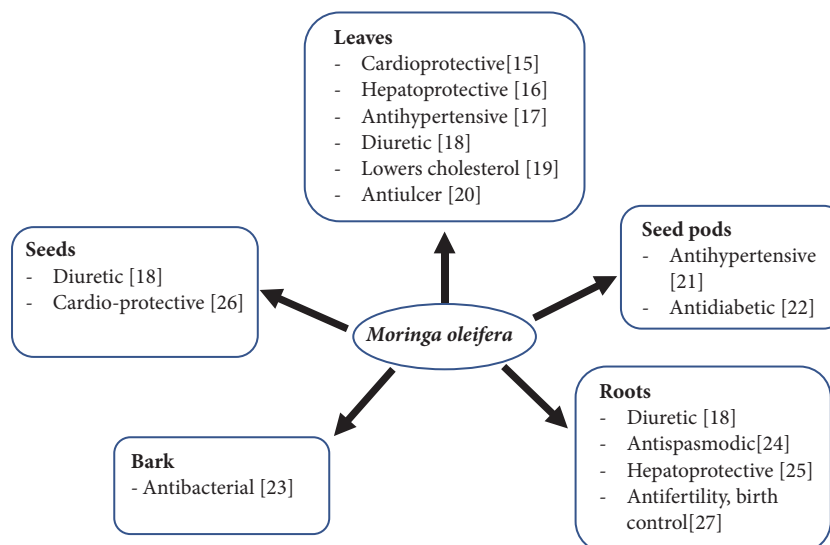 Leaves
- Cardioprotective[15]
- Hepatoprotective [16]
- Antihypertensive [17]
- Diuretic [18]
- Lowers cholesterol [19]
- Antiulcer [20]
Seeds
- Diuretic [18]
- Cardio-protective [26]
Seed pods
- Antihypertensive
[21]
- Antidiabetic [22]
Moringa oleifera
Bark
- Antibacterial [23]
Roots
- Diuretic [18]
- Antispasmodic[24]
- Hepatoprotective [25]
- Antifertility, birth
control[27]